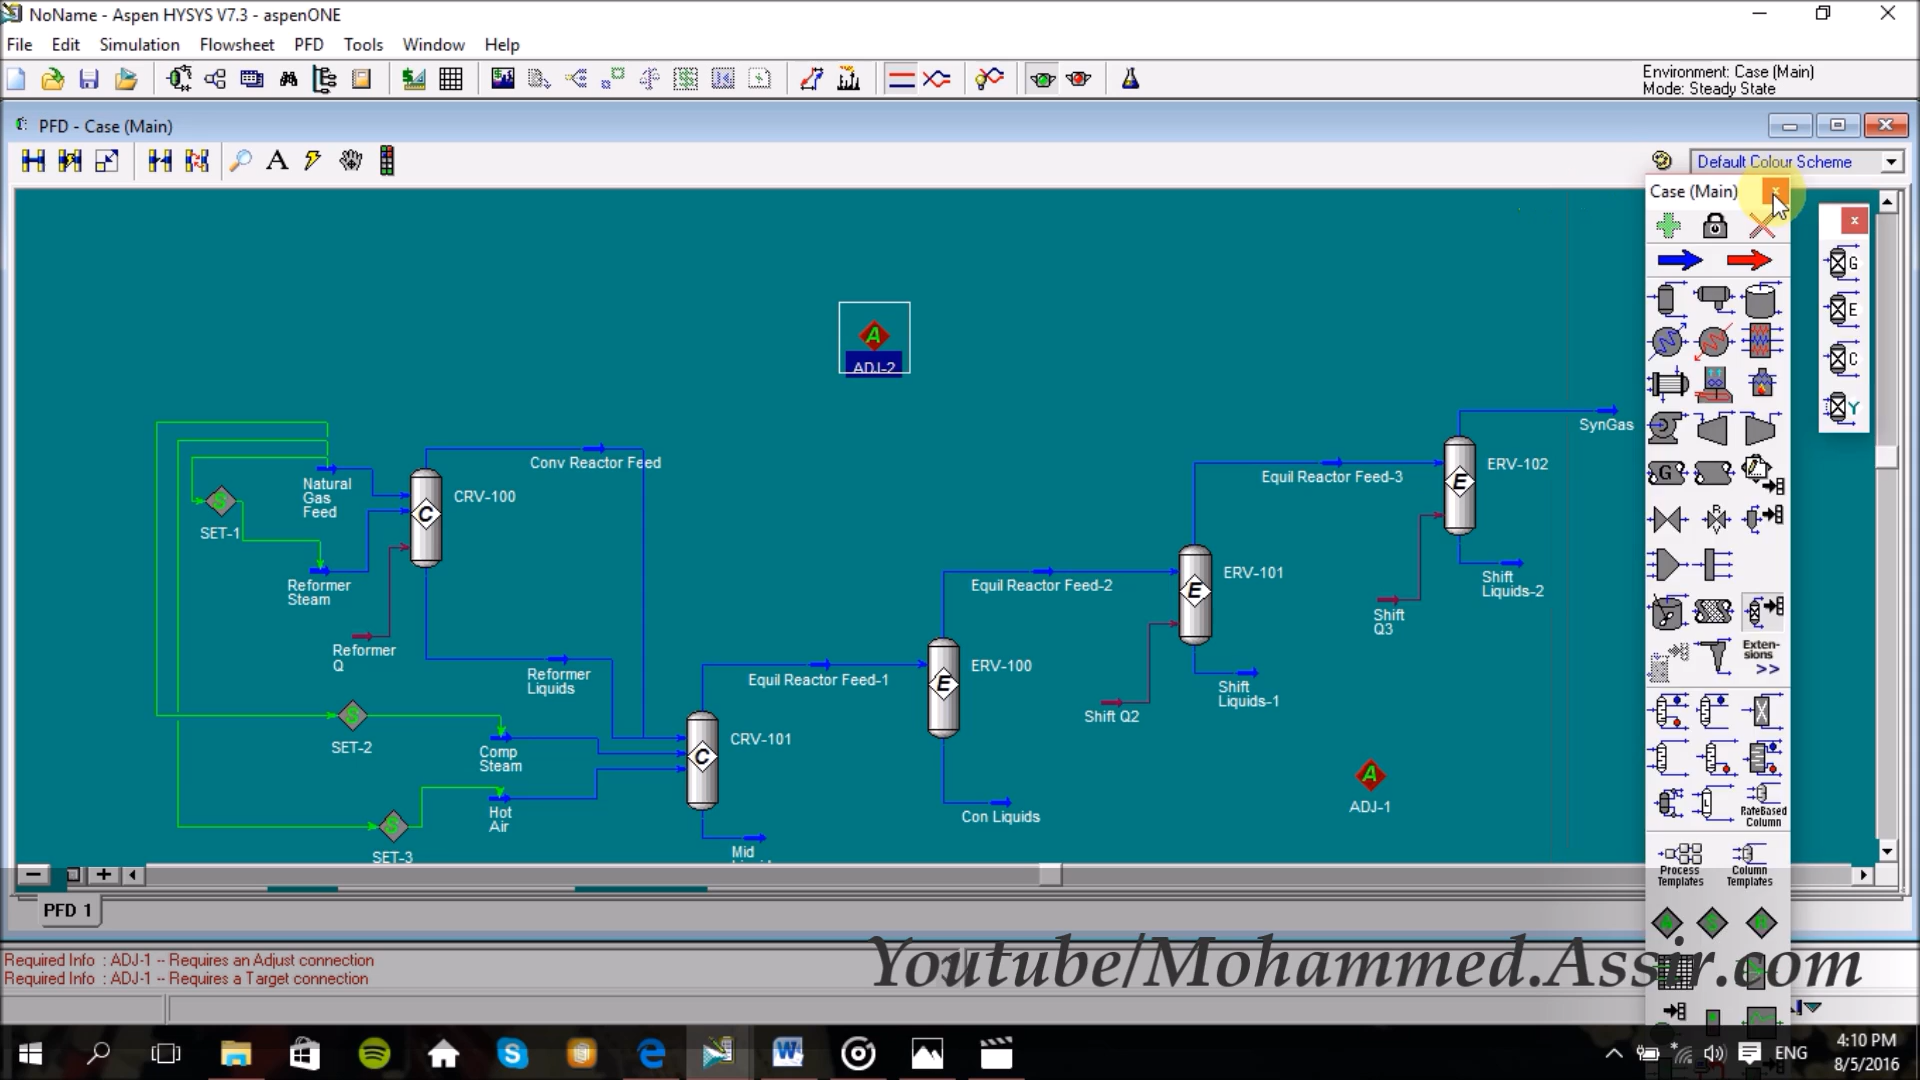 NoName - Aspen HYSYS V7.3 - aspenONE
File Edit Simulation Flowsheet PFD Tools Window Help
Environment: Case (Main)
Mode: Steady State
PFD - Case (Main)
A
Default Colour Scheme
Case (Main)
G
E
C
Y
A
ADJ-2
SynGas
Conv Reactor Feed
Equil Reactor Feed-3
ERV-102
E
Natural
Gas
Feed
CRV-100
C
S
SET-1
Reformer
Steam
Equil Reactor Feed-2
ERV-101
E
Shift
Liquids-2
Shift
Q3
Reformer
Q
Reformer
Liquids
Equil Reactor Feed-1
ERV-100
E
Shift
Liquids-1
Shift Q2
S
SET-2
Comp
Steam
CRV-101
C
Hot
Air
S
SET-3
Mid
Con Liquids
A
ADJ-1
G
R
V
Exten-
sions
>>
RateBased
Column
Process
Templates
Column
Templates
PFD 1
Required Info : ADJ-1 -- Requires an Adjust connection
Required Info : ADJ-1 -- Requires a Target connection
Youtube/Mohammed.Assir.com
ENG
4:10 PM
8/5/2016